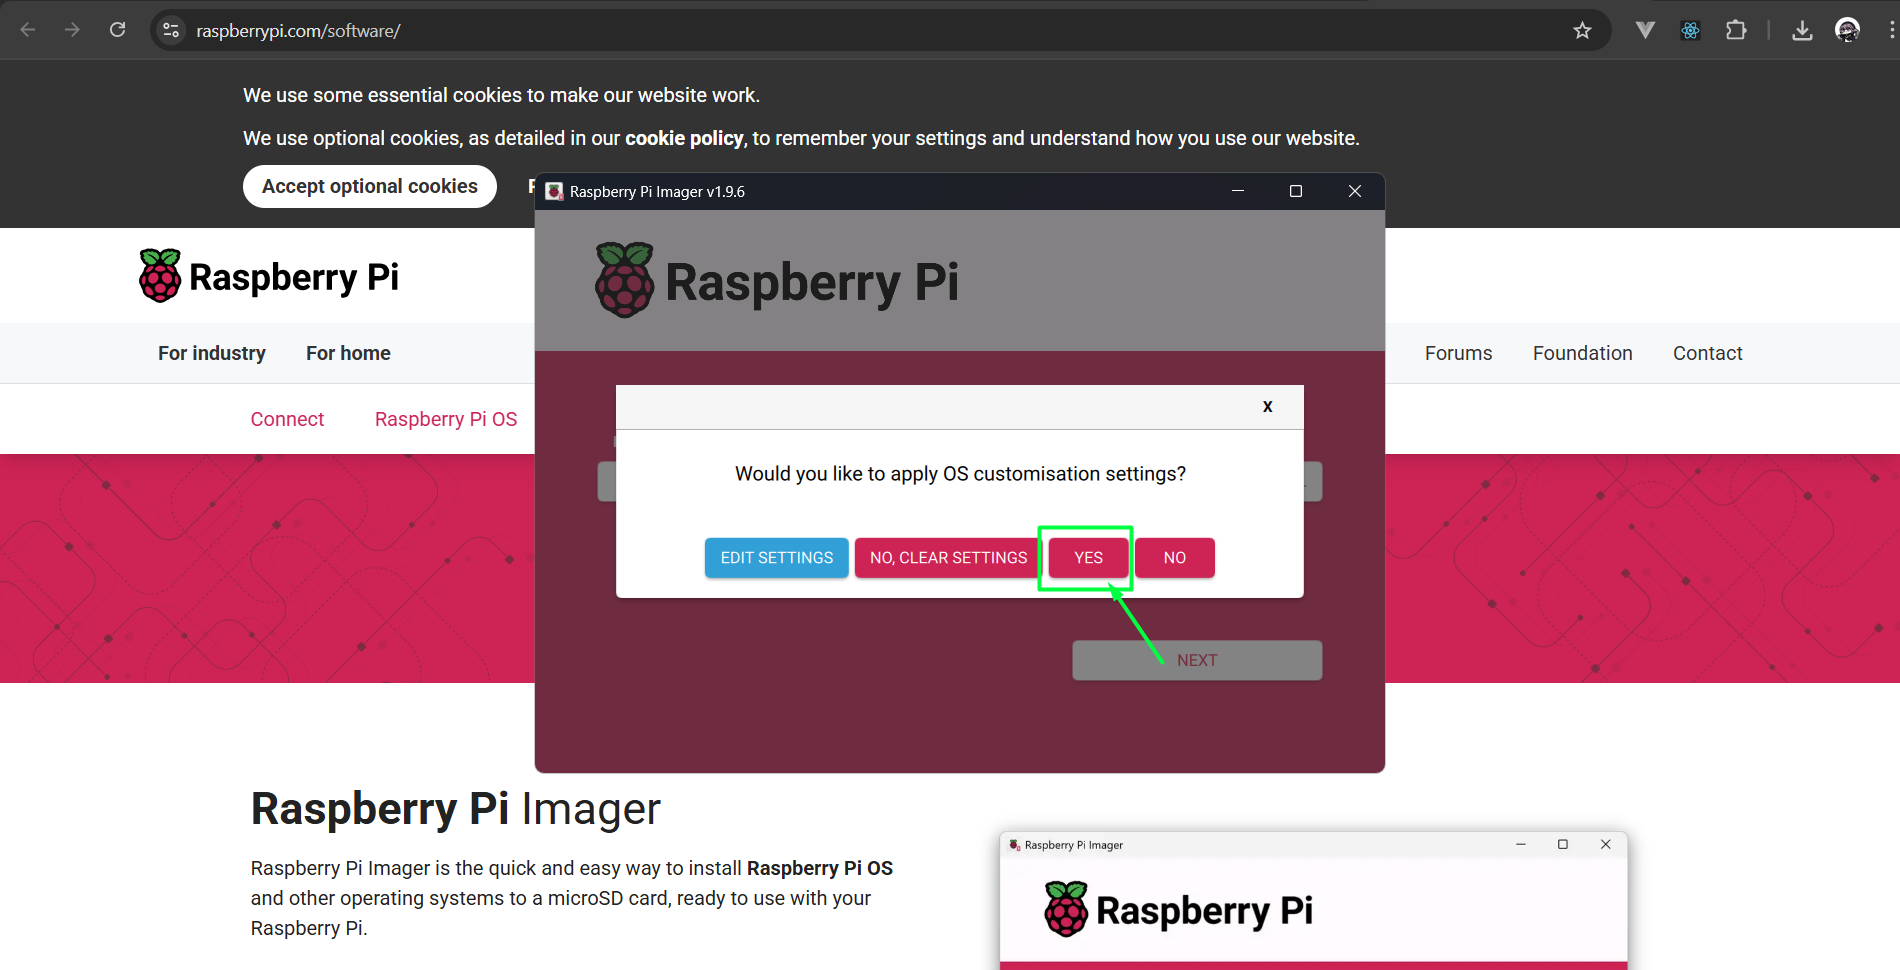 raspberrypi.com/software/
We use some essential cookies to make our website work.
We use optional cookies, as detailed in our cookie policy, to remember your settings and understand how you use our website.
Accept optional cookies
Raspberry Pi Imager v1.9.6
Raspberry Pi
Raspberry Pi
For industry
For home
Forums
Foundation
Contact
Connect
Raspberry Pi OS
X
Would you like to apply OS customisation settings?
EDIT SETTINGS
NO, CLEAR SETTINGS
YES
NO
NEXT
Raspberry Pi Imager
Raspberry Pi Imager is the quick and easy way to install Raspberry Pi OS
and other operating systems to a microSD card, ready to use with your
Raspberry Pi.
Raspberry Pi Imager
Raspberry Pi